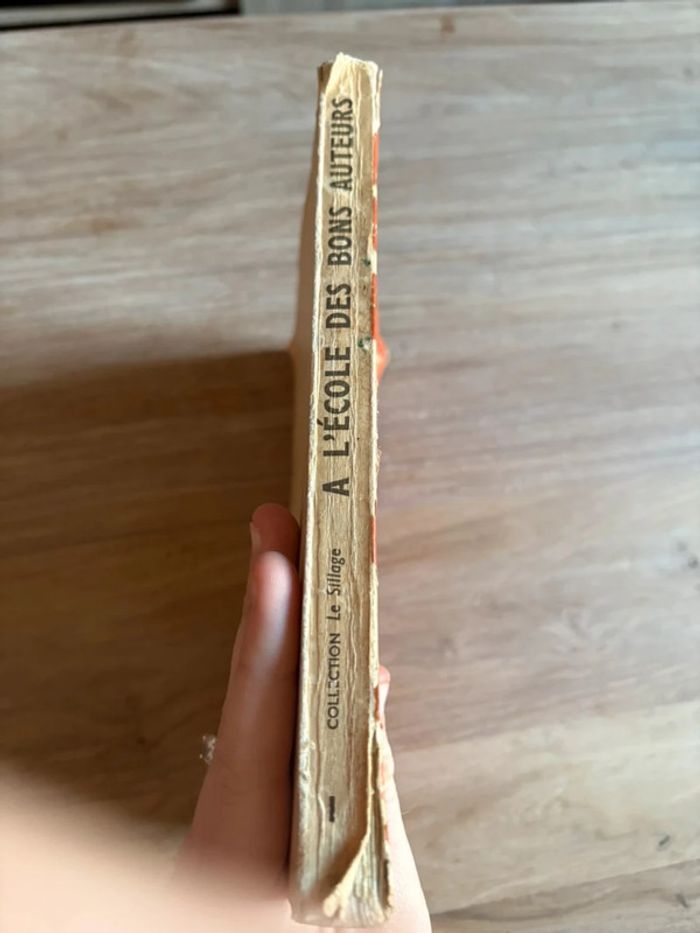 A L'ÉCOLE DES BONS AUTEURS
COLLECTION Le Sillage
I